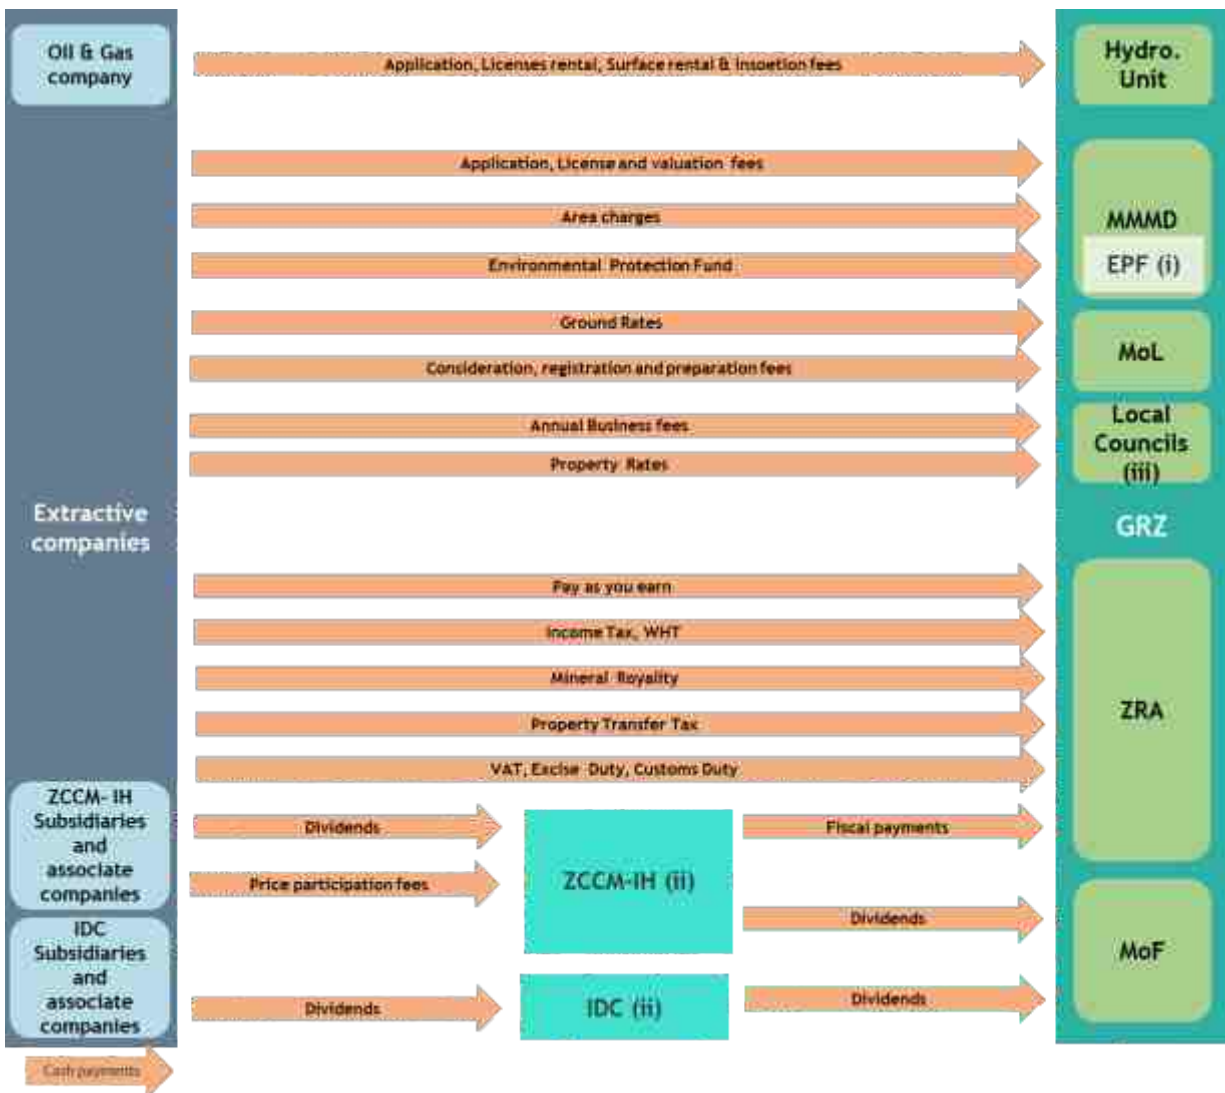 Oil & Gas
company
Application, Licenses rental, Surface rental & Insoetion fees
Hydro.
Unit
Application, License and valuation fees
Area charges
MMMD
Environmental Protection Fund
EPF (i)
Ground Rates
MoL
Consideration, registration and preparation fees
Annual Business fees
Local
Councils
(iii)
Property Rates
Extractive
companies
GRZ
Pay as you earn
Income Tax, WHT
Mineral Royality
Property Transfer Tax
ZRA
VAT, Excise Duty, Customs Duty
ZCCM- IH
Subsidiaries
and
associate
companies
Dividends
Fiscal payments
Price participation fees
ZCCM-IH (ii)
Dividends
IDC
Subsidiaries
and
associate
companies
MoF
Dividends
IDC (ii)
Dividends
Cash payments